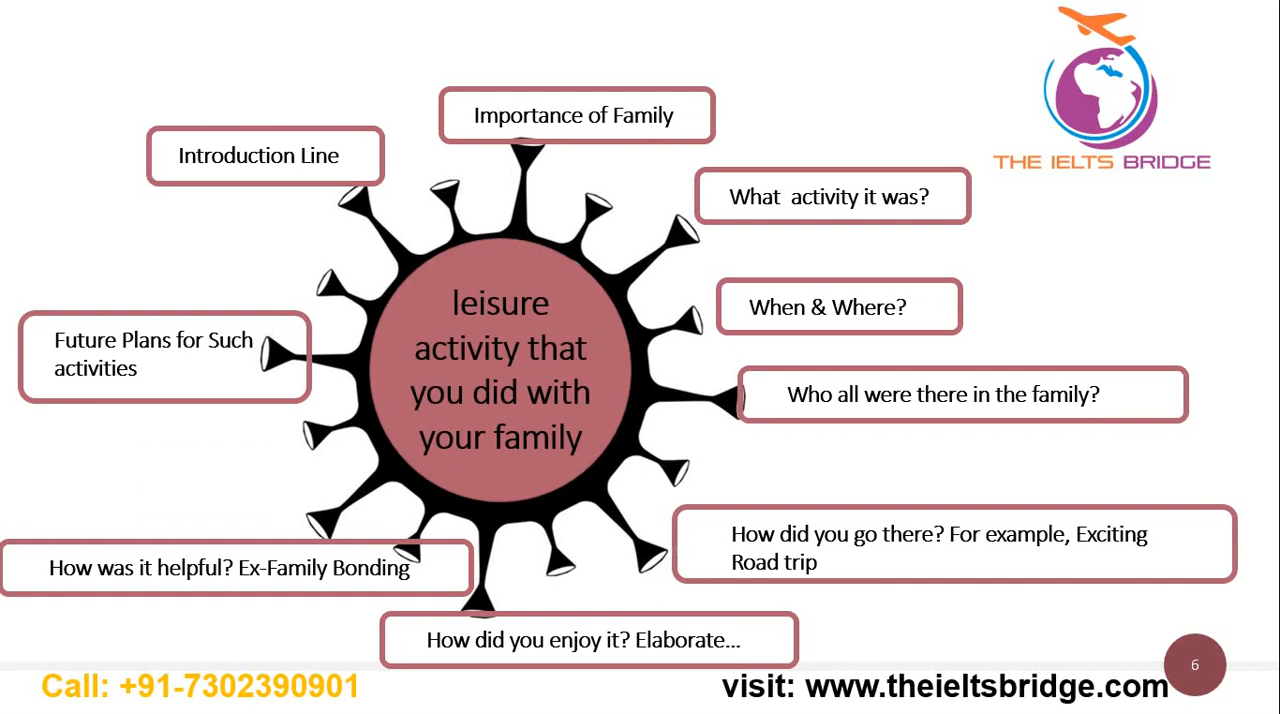 THE IELTS BRIDGE
Importance of Family
Introduction Line
What  activity it was?
When & Where?
Who all were there in the family?
How did you go there? For example, Exciting
Road trip
How did you enjoy it? Elaborate...
How was it helpful? Ex-Family Bonding
Future Plans for Such
activities
leisure
activity that
you did with
your family
6
Call: +91-7302390901
visit: www.theieltsbridge.com